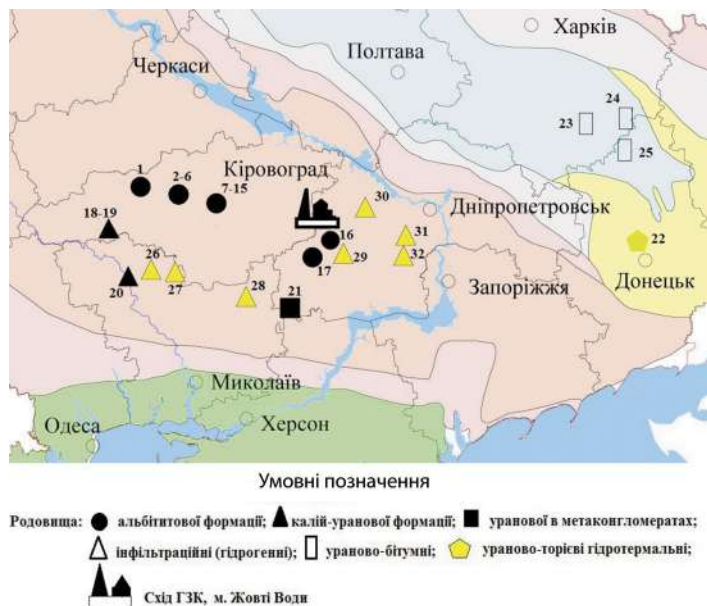 Харків
Полтава
Черкаси
24
23
25
1
2-6
7-15
Кіровоград
30
Дніпропетровськ
18-19
16
31
22
26
29
32
17
Донецьк
20
27
28
21
Запоріжжя
Миколаїв
Одеса
Херсон
Умовні позначення
Родовища: альбітитової формації; калій-уранової формації; уранової в метаконгломератах;
інфільтраційні (гідрогенні); ураново-бітумні; ураново-торієві гідротермальні;
Схід ГЗК, м. Жовті Води